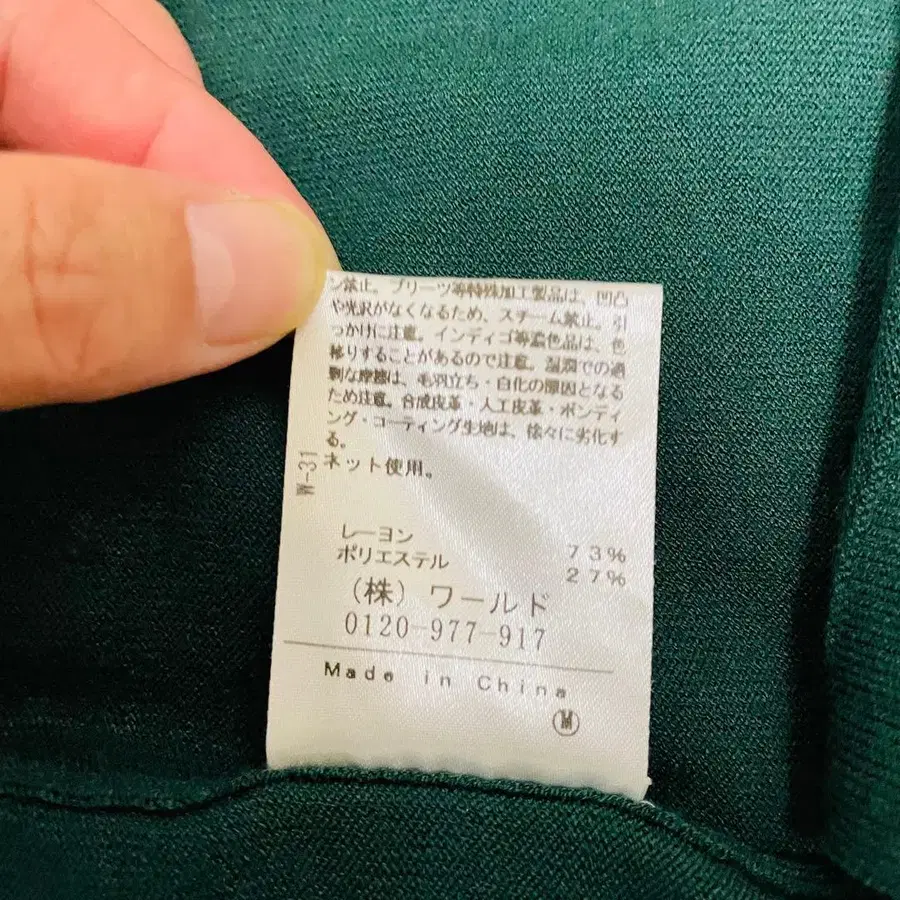 ン禁止。プリーツ等特殊加工製品は、凹凸
や光沢がなくなるため、スチーム禁止。引
っかけに注意。インディゴ等濃色品は、色
移りすることがあるので注意。湿潤での過
剰な摩擦は、毛羽立ち・白化の原因となる
ため注意。合成皮革・人工皮革・ボンディ
ング・コーティング生地は、徐々に劣化す
る。
ネット使用。
W-31
レーヨン 73%
ポリエステル 27%
(株) ワールド
0120-977-917
Made in China
M